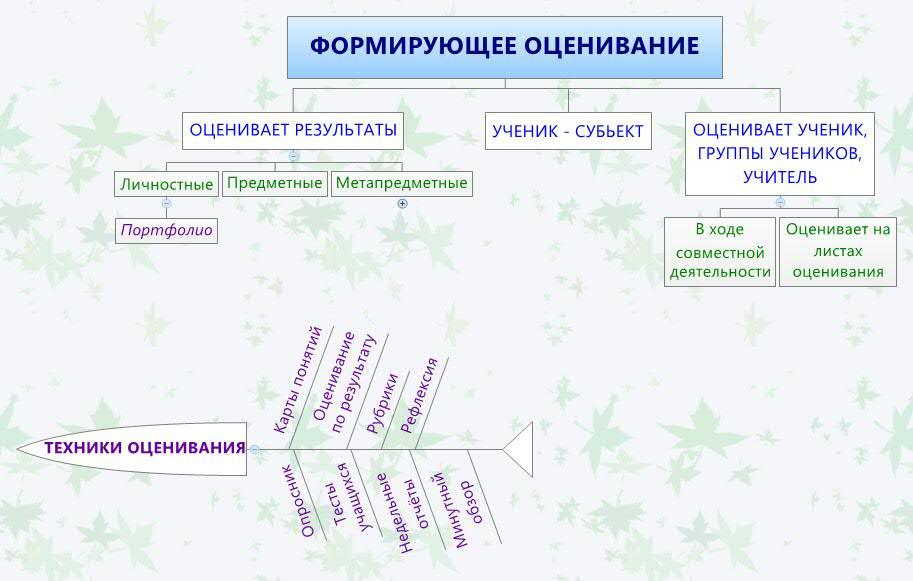 ФОРМИРУЮЩЕЕ ОЦЕНИВАНИЕ
ОЦЕНИВАЕТ РЕЗУЛЬТАТЫ
УЧЕНИК - СУБЬЕКТ
ОЦЕНИВАЕТ УЧЕНИК,
ГРУППЫ УЧЕНИКОВ,
УЧИТЕЛЬ
Личностные
Предметные
Метапредметные
Портфолио
В ходе
совместной
деятельности
Оценивает на
листах
оценивания
Карты понятий
Оценивание
по результату
Рубрики
Рефлексия
ТЕХНИКИ ОЦЕНИВАНИЯ
Опросник
Тесты
учащихся
Недельные
отчёты
Минутный
обзор